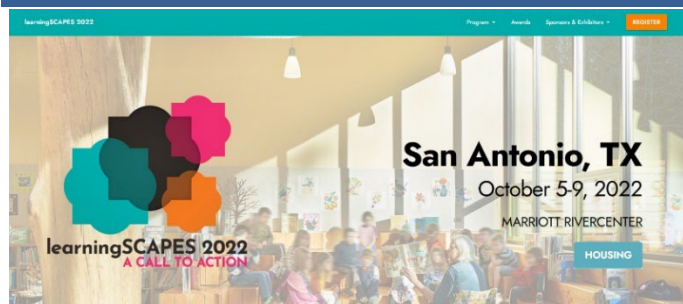 learningSCAPES 2022
Program
Awards
Sponsors & Exhibitors
REGISTER
San Antonio, TX
October 5-9, 2022
MARRIOTT RIVERCENTER
HOUSING
learningSCAPES 2022
A CALL TO ACTION